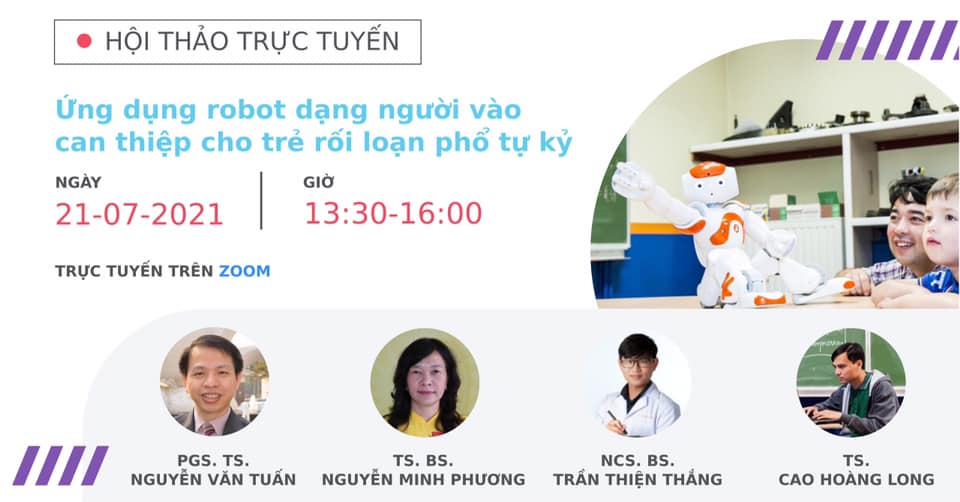 HỘI THẢO TRỰC TUYẾN
Ứng dụng robot dạng người vào
can thiệp cho trẻ rối loạn phổ tự kỷ
NGÀY
21-07-2021
GIỜ
13:30-16:00
TRỰC TUYẾN TRÊN ZOOM
PGS. TS.
NGUYỄN VĂN TUẤN
TS. BS.
NGUYỄN MINH PHƯƠNG
NCS. BS.
TRẦN THIỆN THẮNG
TS.
CAO HOÀNG LONG